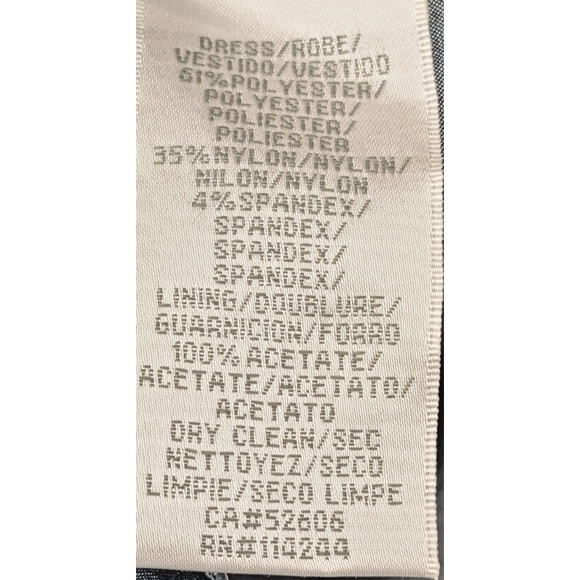 DRESS/ROBE/
VESTIDO/VESTIDO
61%POLYESTER/
POLYESTER/
POLIESTER/
POLIESTER
35%NYLON/NYLON/
NILON/NYLON
4%SPANDEX/
SPANDEX/
SPANDEX/
SPANDEX/
LINING/DOUBLURE/
GUARNICION/FORRO
100%ACETATE/
ACETATE/ACETATO/
ACETATO
DRY CLEAN/SEC
NETTOYEZ/SECO
LIMPIE/SECO LIMPE
CA#52606
RN#114244